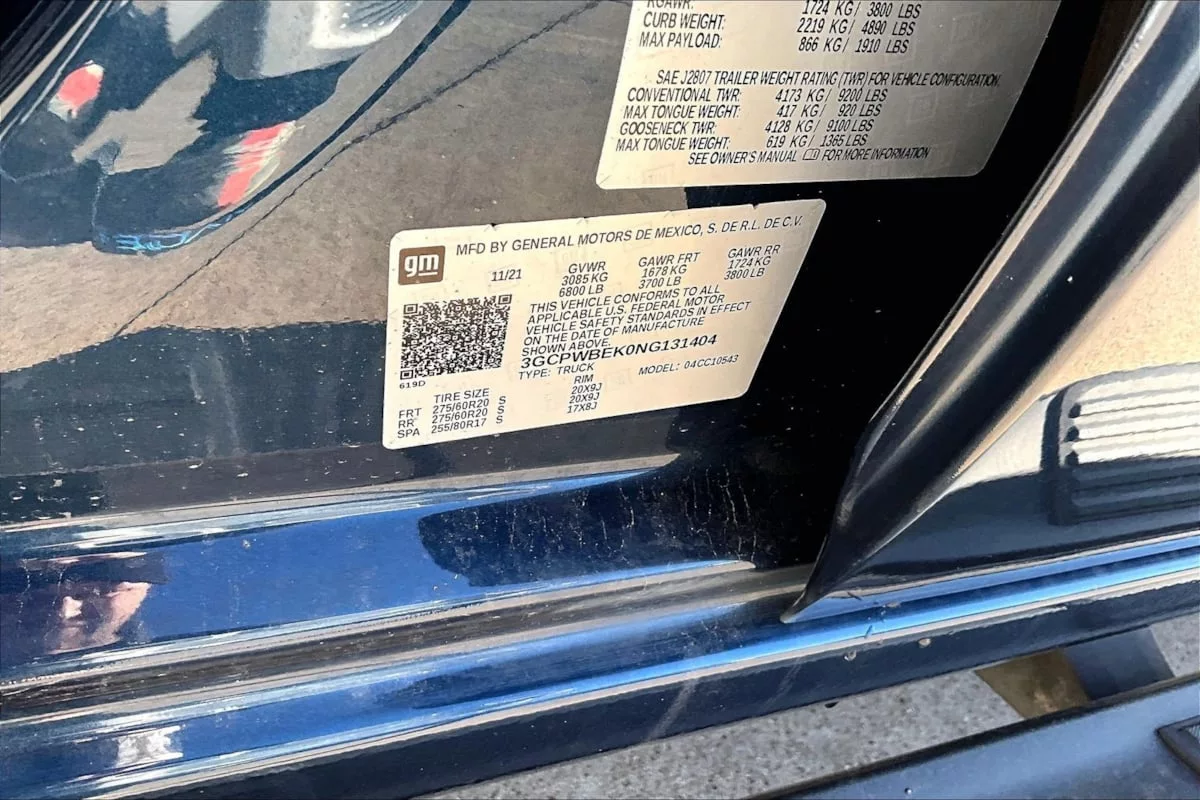 RGAWR: 1724 KG/ 3800 LBS
CURB WEIGHT: 2219 KG/ 4890 LBS
MAX PAYLOAD: 866 KG/ 1910 LBS
SAE J2807 TRAILER WEIGHT RATING (TWR) FOR VEHICLE CONFIGURATION.
CONVENTIONAL TWR: 4173 KG/ 9200 LBS
MAX TONGUE WEIGHT: 417 KG/ 920 LBS
GOOSENECK TWR: 4128 KG/ 9100 LBS
MAX TONGUE WEIGHT: 619 KG/ 1365 LBS
SEE OWNER'S MANUAL FOR MORE INFORMATION
gm
MFD BY GENERAL MOTORS DE MEXICO, S. DE R.L. DE C.V.
11/21 GVWR GAWR FRT GAWR RR
3085 KG 1678 KG 1724 KG
6800 LB 3700 LB 3800 LB
THIS VEHICLE CONFORMS TO ALL
APPLICABLE U.S. FEDERAL MOTOR
VEHICLE SAFETY STANDARDS IN EFFECT
ON THE DATE OF MANUFACTURE
SHOWN ABOVE.
3GCPWBEK0NG131404
619D
TYPE: TRUCK MODEL: 04CC10543
TIRE SIZE RIM
FRT 275/60R20 S 20X9J
RR 275/60R20 S 20X9J
SPA 255/80R17 S 17X8J